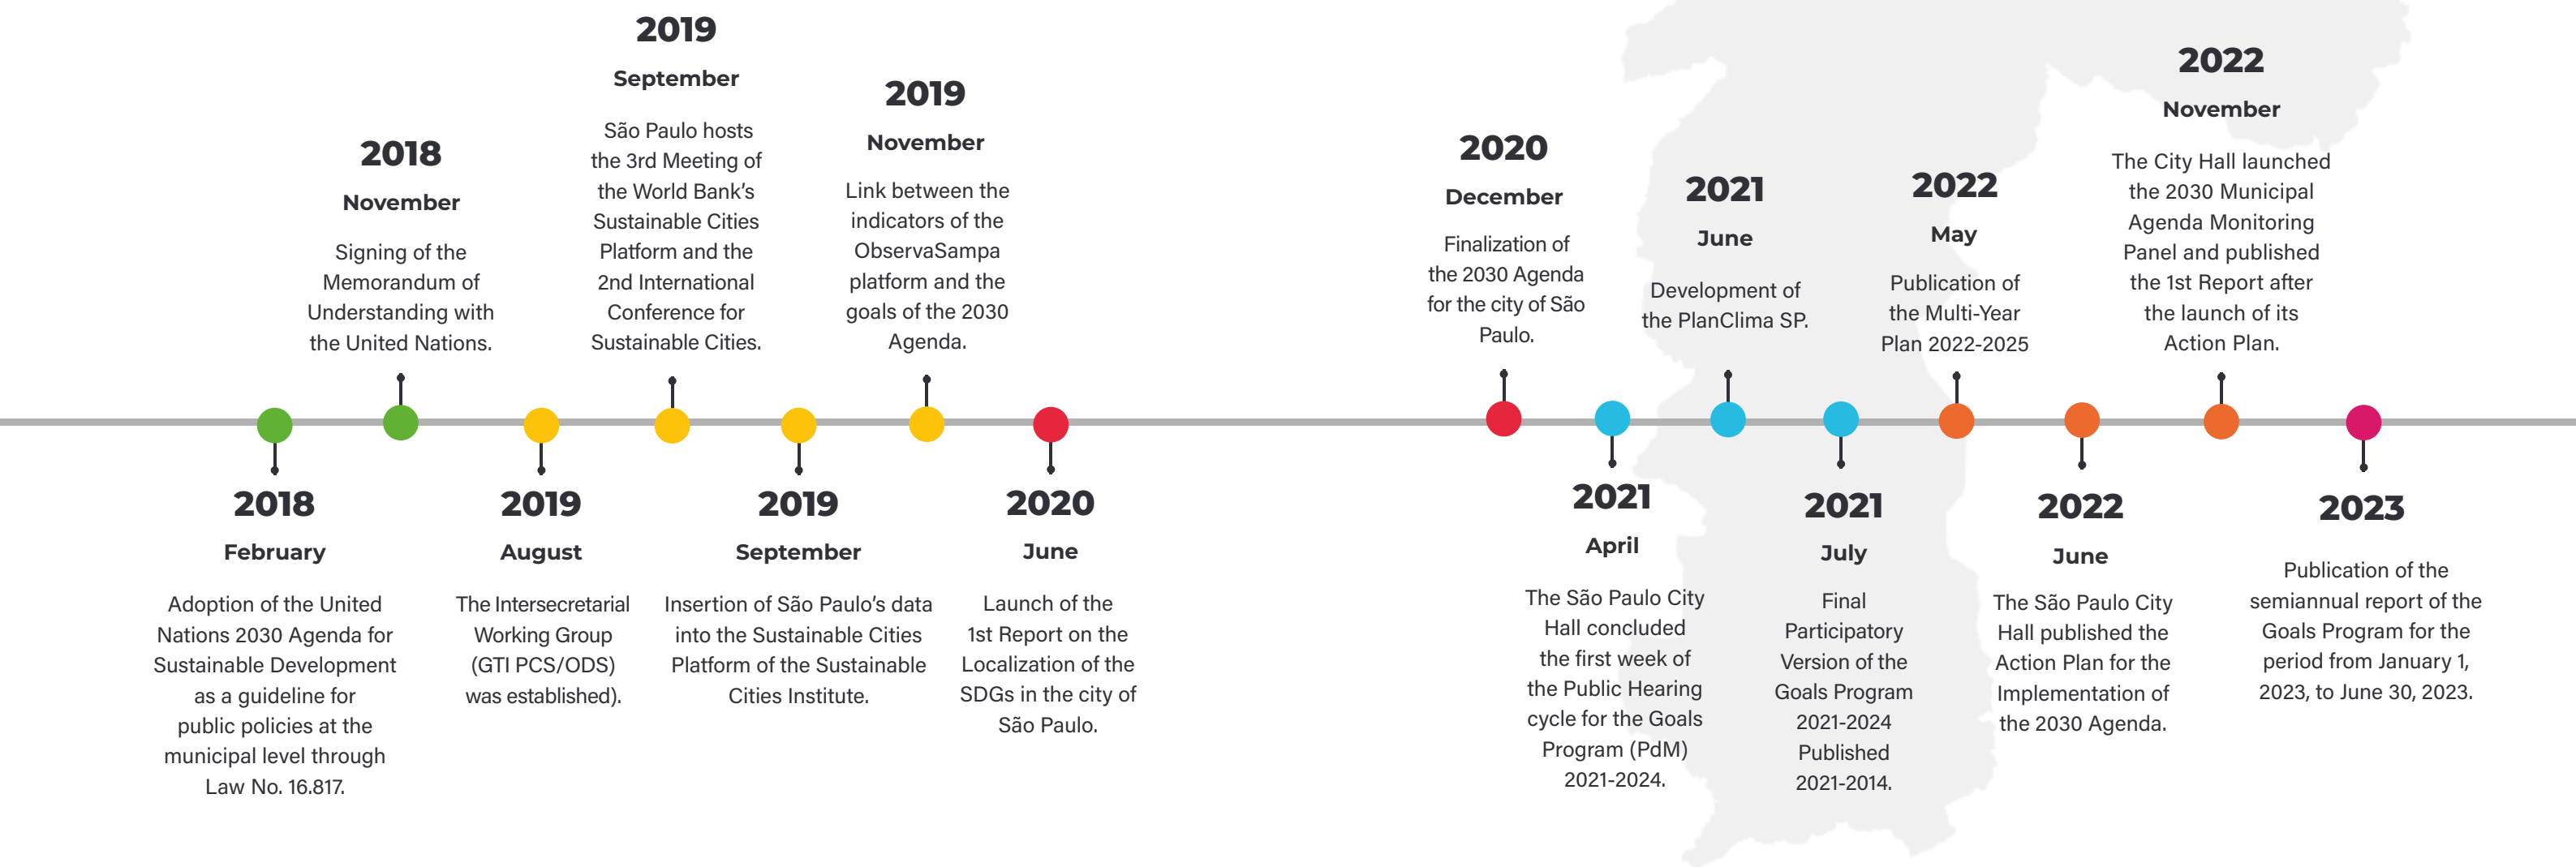 2018
February
Adoption of the United
Nations 2030 Agenda for
Sustainable Development
as a guideline for
public policies at the
municipal level through
Law No. 16.817.
2018
November
Signing of the
Memorandum of
Understanding with
the United Nations.
2019
August
The Intersecretarial
Working Group
(GTI PCS/ODS)
was established).
2019
September
São Paulo hosts
the 3rd Meeting of
the World Bank’s
Sustainable Cities
Platform and the
2nd International
Conference for
Sustainable Cities.
2019
September
Insertion of São Paulo’s data
into the Sustainable Cities
Platform of the Sustainable
Cities Institute.
2019
November
Link between the
indicators of the
ObservaSampa
platform and the
goals of the 2030
Agenda.
2020
June
Launch of the
1st Report on the
Localization of the
SDGs in the city of
São Paulo.
2020
December
Finalization of
the 2030 Agenda
for the city of São
Paulo.
2021
April
The São Paulo City
Hall concluded
the first week of
the Public Hearing
cycle for the Goals
Program (PdM)
2021-2024.
2021
June
Development of
the PlanClima SP.
2021
July
Final
Participatory
Version of the
Goals Program
2021-2024
Published
2021-2014.
2022
May
Publication of
the Multi-Year
Plan 2022-2025
2022
June
The São Paulo City
Hall published the
Action Plan for the
Implementation of
the 2030 Agenda.
2022
November
The City Hall launched
the 2030 Municipal
Agenda Monitoring
Panel and published
the 1st Report after
the launch of its
Action Plan.
2023
Publication of the
semiannual report of the
Goals Program for the
period from January 1,
2023, to June 30, 2023.